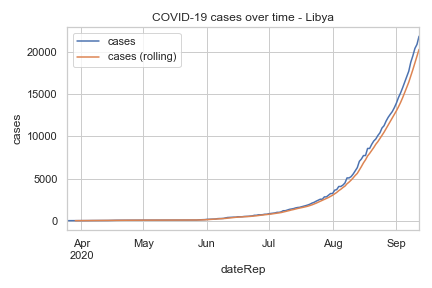 COVID-19 cases over time - Libya
cases
cases (rolling)
20000
15000
10000
5000
0
cases
Apr May Jun Jul Aug Sep
2020
dateRep